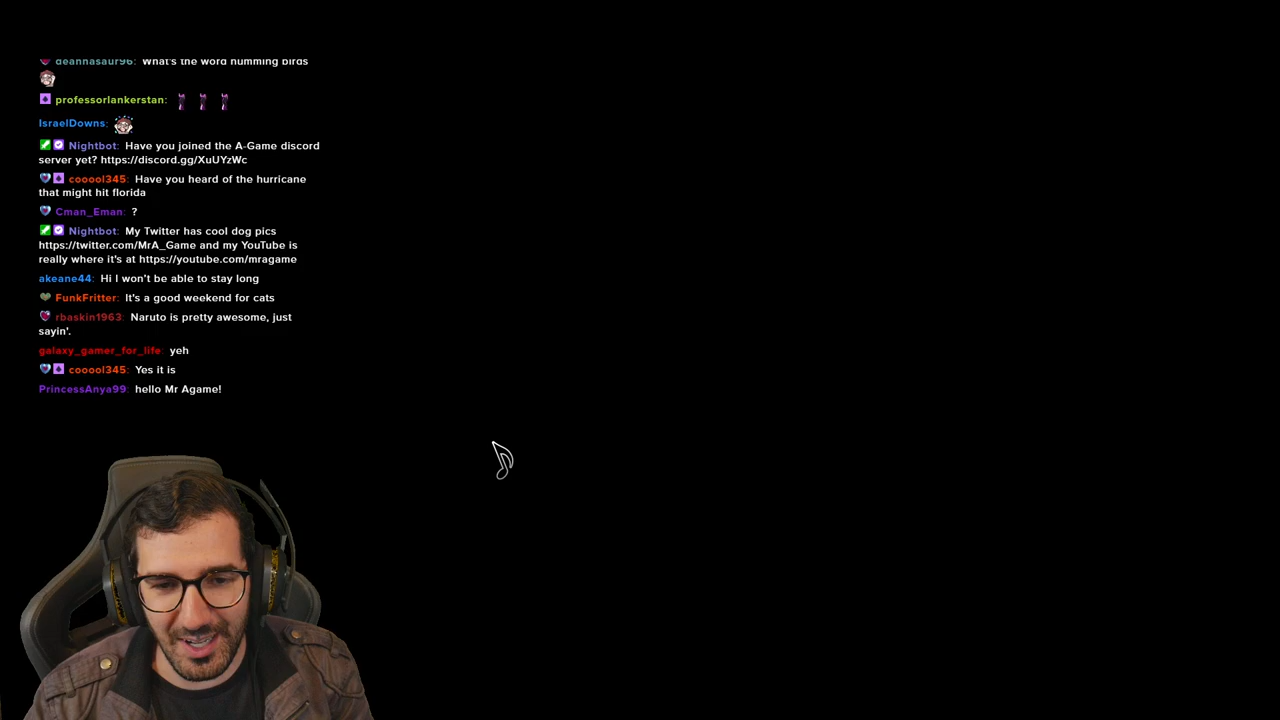 deannasaur96: What's the word humming birds
professorlankerstan:
IsraelDowns:
Nightbot: Have you joined the A-Game discord
server yet? https://discord.gg/XuUYzWc
cooool345: Have you heard of the hurricane
that might hit florida
Cman_Eman: ?
Nightbot: My Twitter has cool dog pics
https://twitter.com/MrA_Game and my YouTube is
really where it's at https://youtube.com/mragame
akeane44: Hi I won't be able to stay long
FunkFritter: It's a good weekend for cats
rbaskin1963: Naruto is pretty awesome, just
sayin'.
galaxy_gamer_for_life: yeh
cooool345: Yes it is
PrincessAnya99: hello Mr Agame!